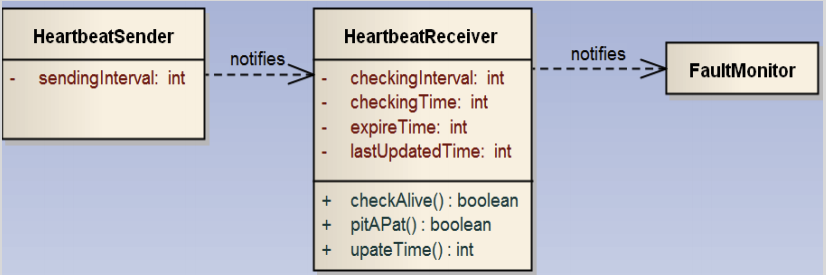 HeartbeatSender
- sendingInterval: int
notifies
HeartbeatReceiver
- checkingInterval: int
- checkingTime: int
- expireTime: int
- lastUpdatedTime: int
+ checkAlive() : boolean
+ pitAPat() : boolean
+ upateTime() : int
notifies
FaultMonitor